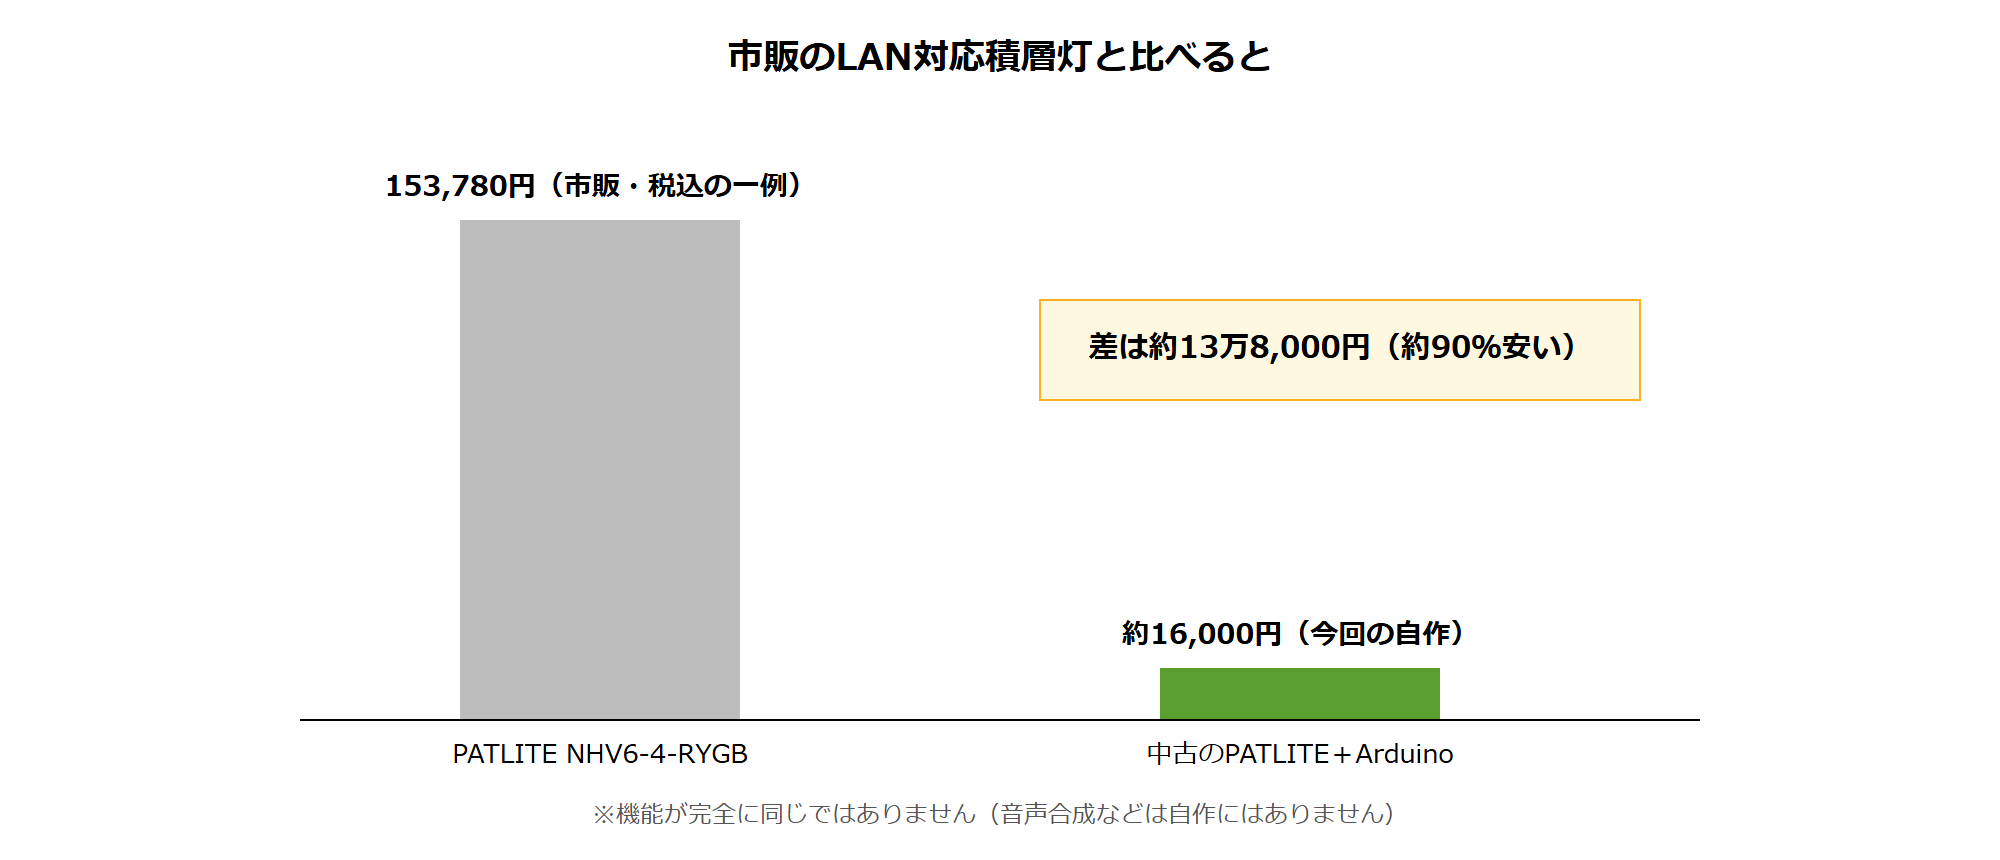 市販のLAN対応積層灯と比べると
153,780円（市販・税込の一例）
差は約13万8,000円（約90%安い）
約16,000円（今回の自作）
PATLITE NHV6-4-RYGB
中古のPATLITE＋Arduino
※機能が完全に同じではありません（音声合成などは自作にはありません）